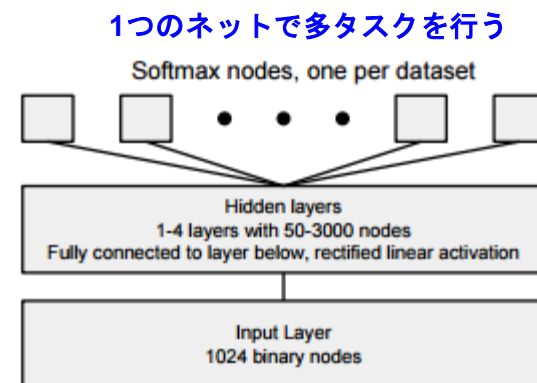 1つのネットで多タスクを行う
Softmax nodes, one per dataset
Hidden layers
1-4 layers with 50-3000 nodes
Fully connected to layer below, rectified linear activation
Input Layer
1024 binary nodes